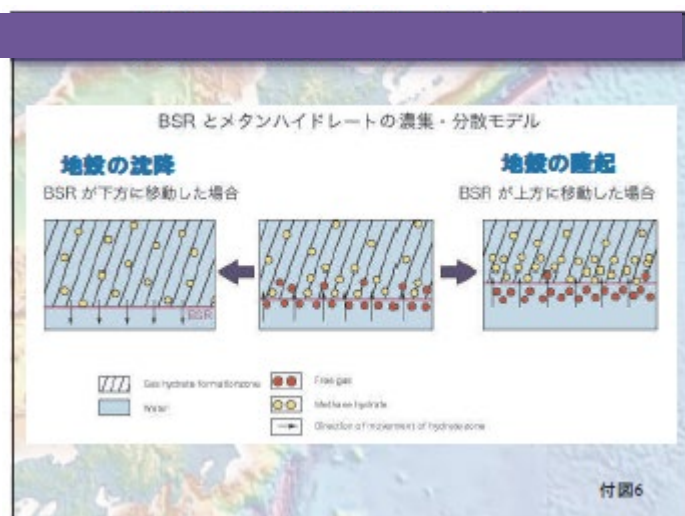 BSR とメタンハイドレートの濃集・分散モデル
地殻の沈降
BSR が下方に移動した場合
地殻の隆起
BSR が上方に移動した場合
BSR
Gas hydrate formation zone
Water
Free gas
Methane hydrate
Direction of movement of hydrate zone
付図6